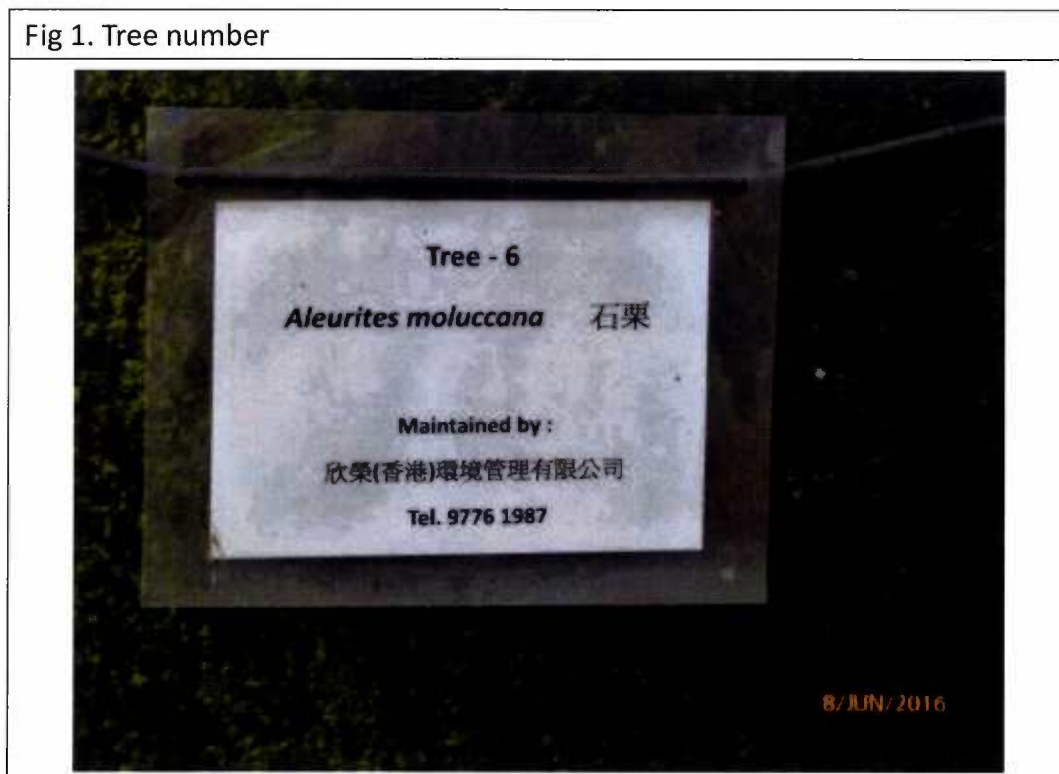 Fig 1. Tree number
Tree - 6
Aleurites moluccana 石栗
Maintained by :
欣榮(香港)環境管理有限公司
Tel. 9776 1987
8/JUN/2016